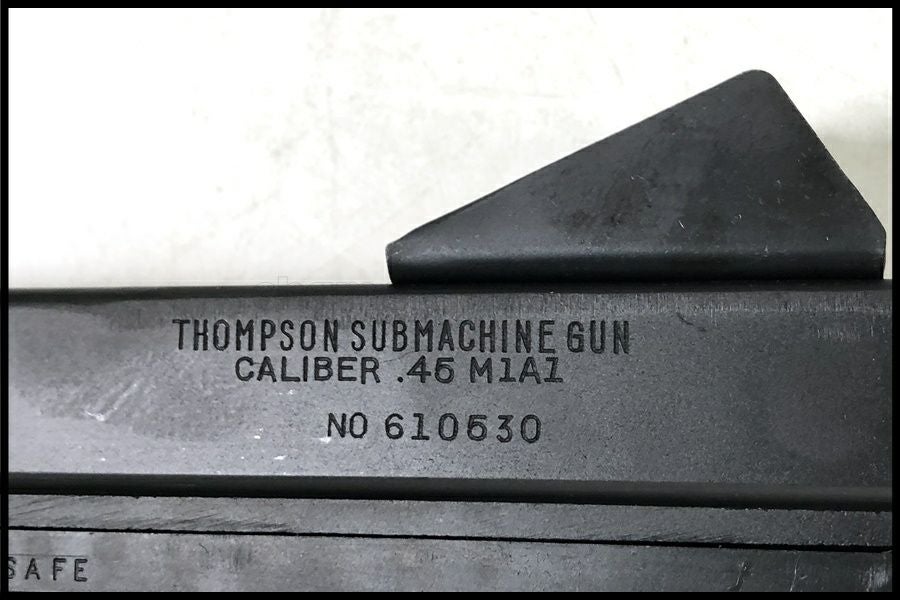 THOMPSON SUBMACHINE GUN
CALIBER .45 M1A1
NO 610530
SAFE